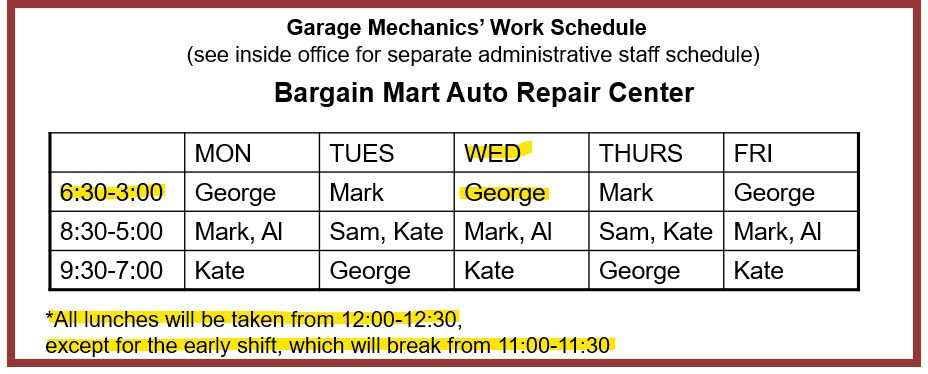 Garage Mechanics’ Work Schedule
(see inside office for separate administrative staff schedule)
Bargain Mart Auto Repair Center
MON TUES WED THURS FRI
6:30-3:00 George Mark George Mark George
8:30-5:00 Mark, Al Sam, Kate Mark, Al Sam, Kate Mark, Al
9:30-7:00 Kate George Kate George Kate
*All lunches will be taken from 12:00-12:30,
except for the early shift, which will break from 11:00-11:30